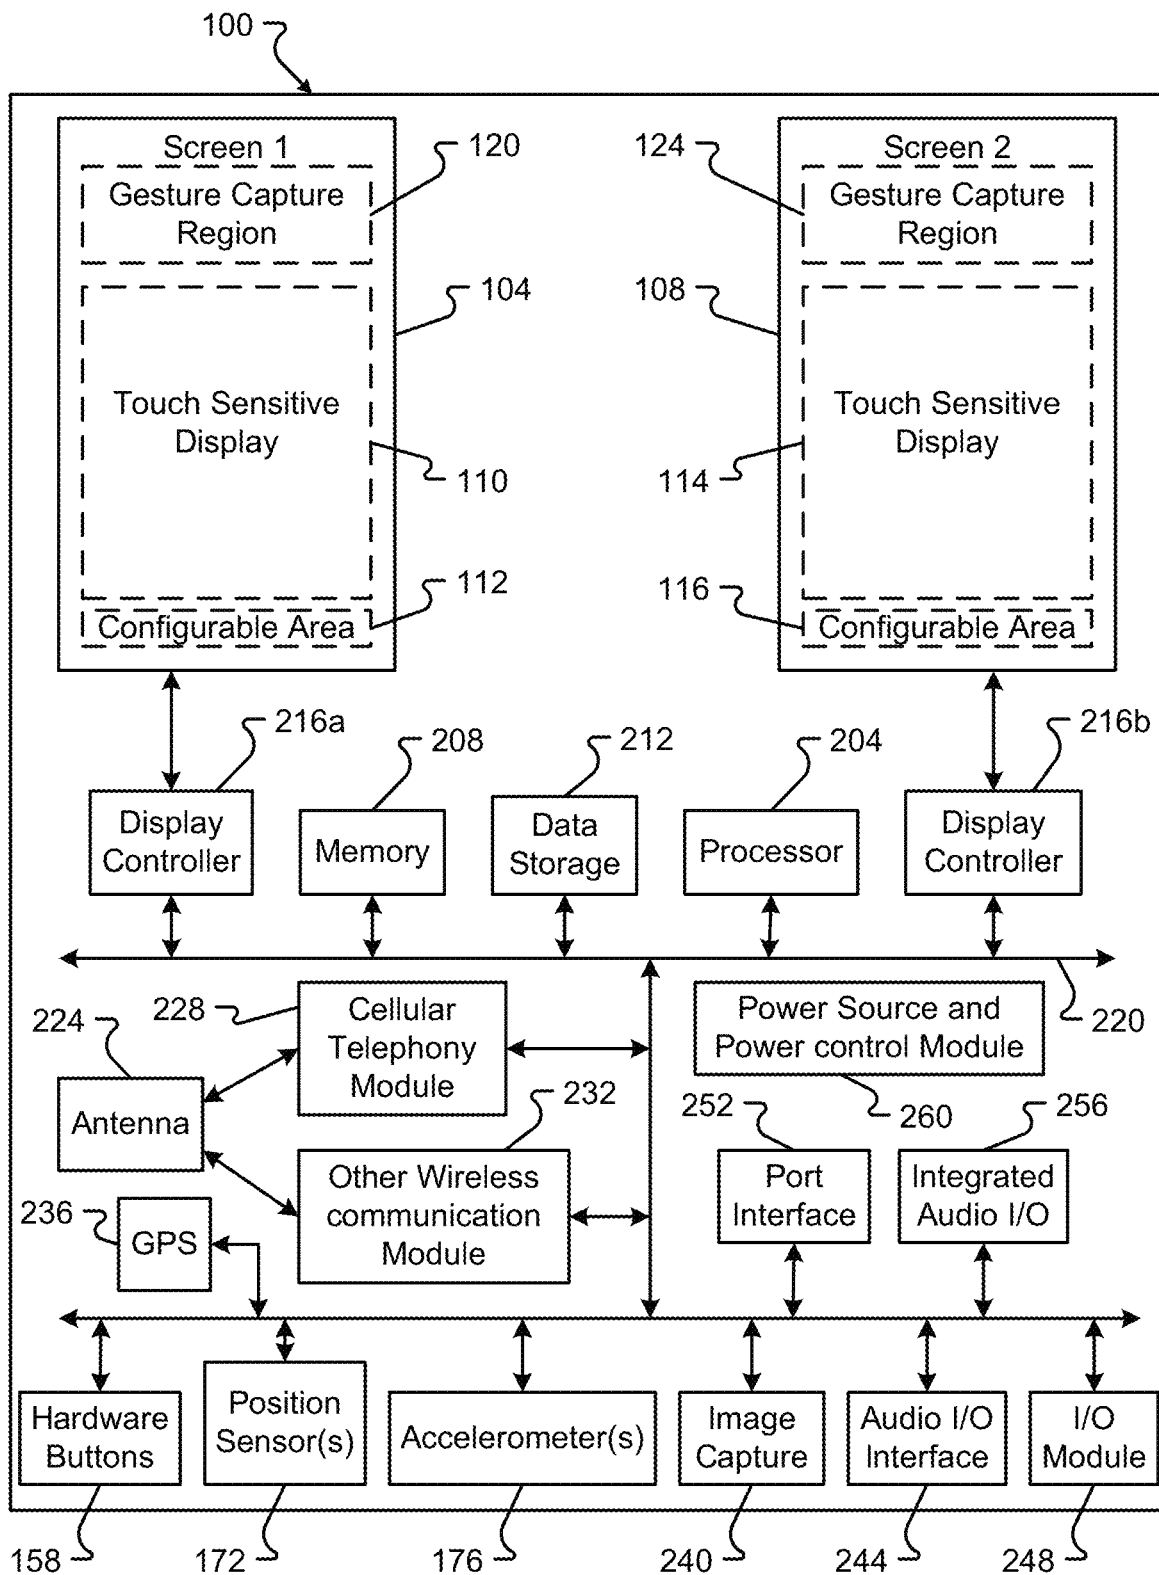 100
Screen 1
Gesture Capture
Region
120
104
Touch Sensitive
Display
110
112
Configurable Area
Screen 2
124
Gesture Capture
Region
108
Touch Sensitive
Display
114
116
Configurable Area
216a
208
212
204
216b
Display
Controller
Memory
Data
Storage
Processor
Display
Controller
220
228
Cellular
Telephony
Module
224
Antenna
232
Other Wireless
communication
Module
236
GPS
Power Source and
Power control Module
260
252
Port
Interface
256
Integrated
Audio I/O
Hardware
Buttons
Position
Sensor(s)
Accelerometer(s)
Image
Capture
Audio I/O
Interface
I/O
Module
158
172
176
240
244
248